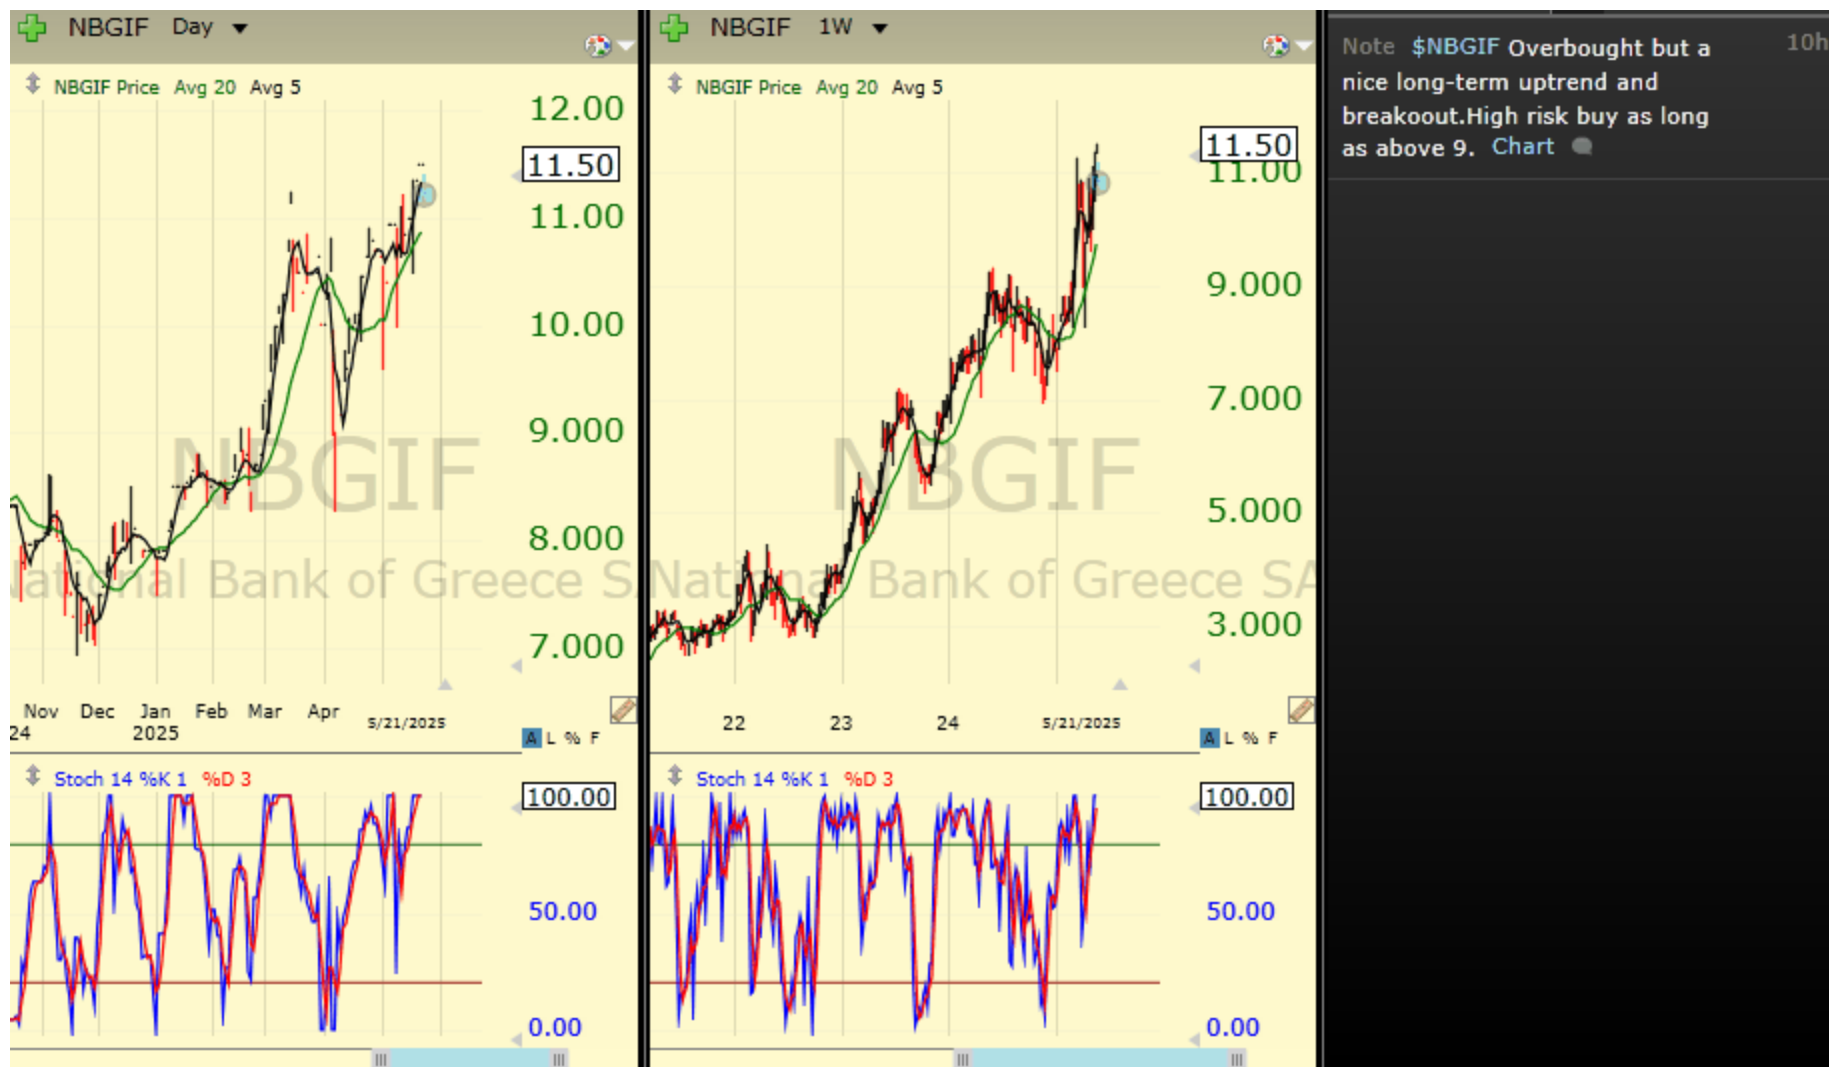 NBGIF Day
NBGIF Price Avg 20 Avg 5
12.00
11.50
11.00
10.00
9.000
8.000
7.000
NBGIF
National Bank of Greece S
Nov Dec Jan Feb Mar Apr 5/21/2025
24 2025
A L % F
Stoch 14 %K 1 %D 3
100.00
50.00
0.00
NBGIF 1W
NBGIF Price Avg 20 Avg 5
11.50
11.00
9.000
7.000
5.000
3.000
NBGIF
National Bank of Greece SA
22 23 24 5/21/2025
A L % F
Stoch 14 %K 1 %D 3
100.00
50.00
0.00
Note $NBGIF Overbought but a 10h
nice long-term uptrend and
breakoout.High risk buy as long
as above 9. Chart